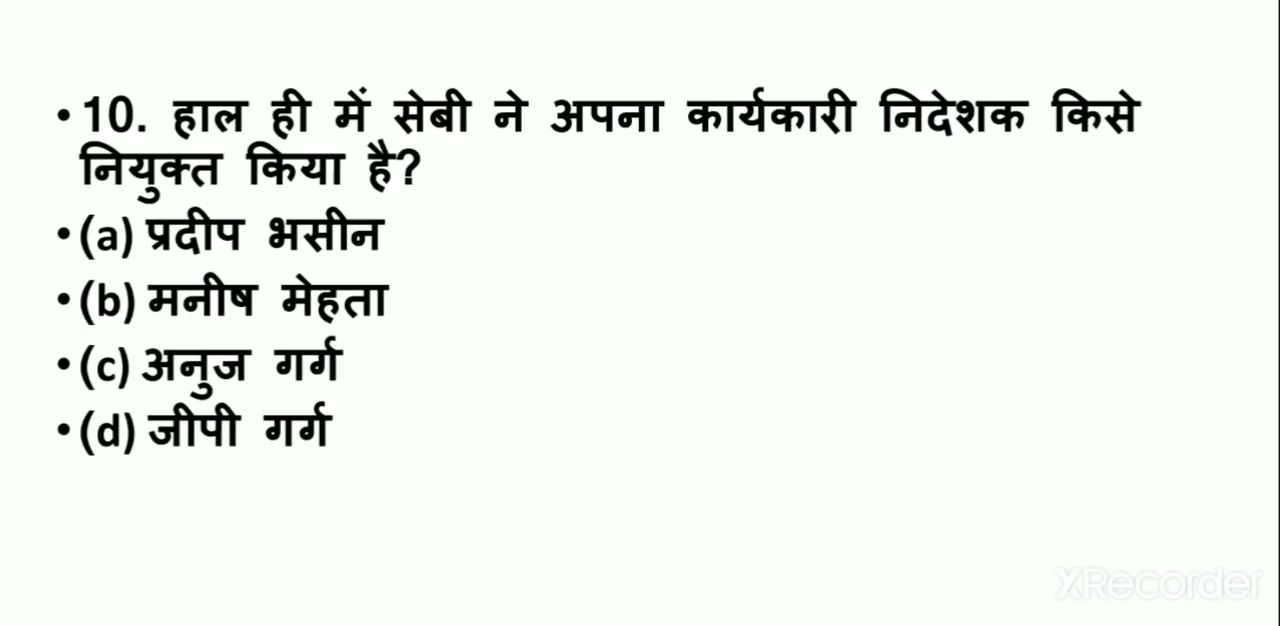 • 10. हाल ही में सेबी ने अपना कार्यकारी निदेशक किसे
नियुक्त किया है?
• (a) प्रदीप भसीन
• (b) मनीष मेहता
• (c) अनुज गर्ग
• (d) जीपी गर्ग
XRecorder